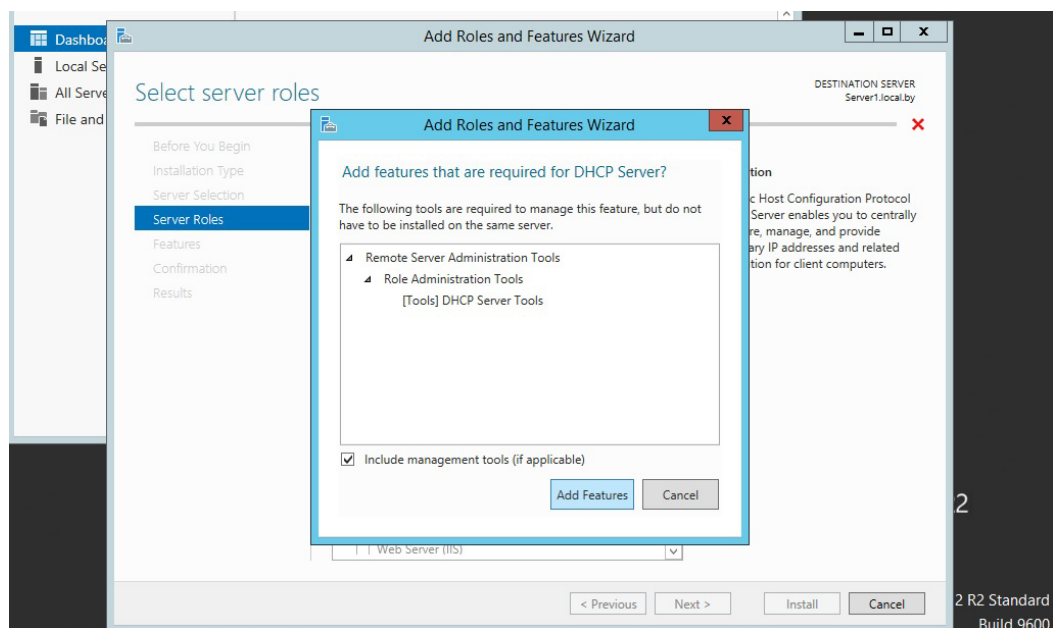 Add Roles and Features Wizard
Dashbo
Local Se
All Serve
File and
Select server roles
DESTINATION SERVER
Server1.local.by
Before You Begin
Installation Type
Server Selection
Server Roles
Features
Confirmation
Results
Add Roles and Features Wizard
Add features that are required for DHCP Server?
The following tools are required to manage this feature, but do not
have to be installed on the same server.
Remote Server Administration Tools
Role Administration Tools
[Tools] DHCP Server Tools
Include management tools (if applicable)
Add Features
Cancel
tion
c Host Configuration Protocol
Server enables you to centrally
re, manage, and provide
ary IP addresses and related
tion for client computers.
Web Server (IIS)
< Previous
Next >
Install
Cancel
R2
2 R2 Standard
Build 9600